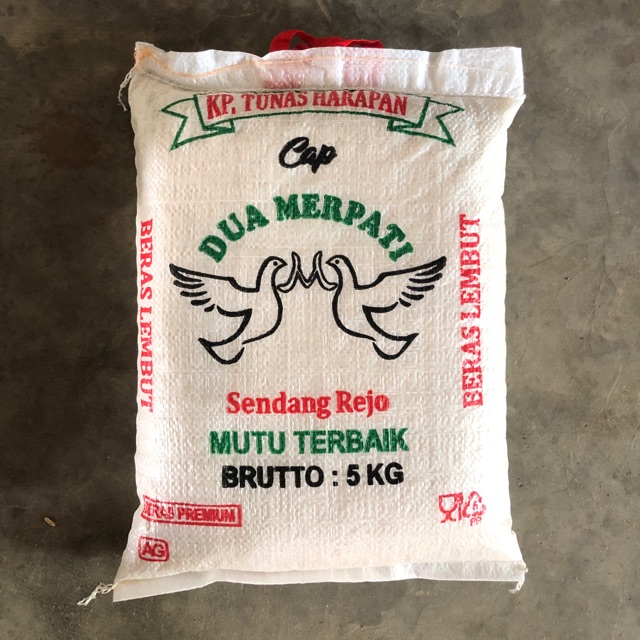 KP. TUNAS HARAPAN
Cap
DUA MERPATI
BERAS LEMBUT
BERAS LEMBUT
Sendang Rejo
MUTU TERBAIK
BRUTTO : 5 KG
BERAS PREMIUM
AG
PP